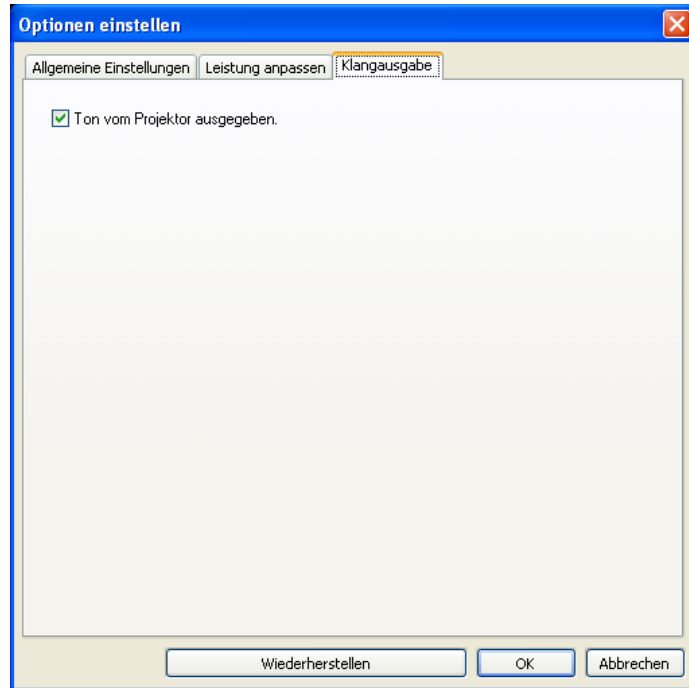 Optionen einstellen
Allgemeine Einstellungen Leistung anpassen Klangausgabe
Ton vom Projektor ausgegeben.
Wiederherstellen OK Abbrechen